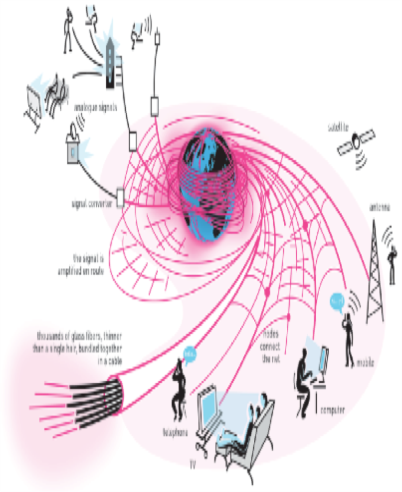 analogue signals
satellite
signal converter
antenna
the signal is
amplified en route
thousands of glass fibers, thinner
than a single hair, bundled together
in a cable
nodes
connect
the net
mobile
computer
telephone
TV